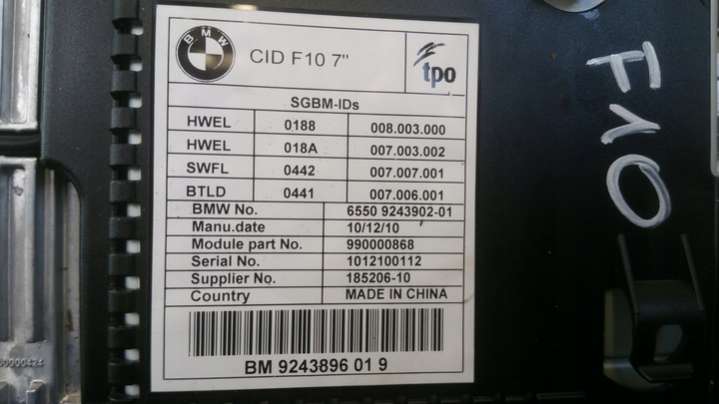 BMW
CID F10 7"
tpo
SGBM-IDs
HWEL 0188 008.003.000
HWEL 018A 007.003.002
SWFL 0442 007.007.001
BTLD 0441 007.006.001
BMW No. 6550 9243902-01
Manu.date 10/12/10
Module part No. 990000868
Serial No. 1012100112
Supplier No. 185206-10
Country MADE IN CHINA
BM 9243896 01 9
F10